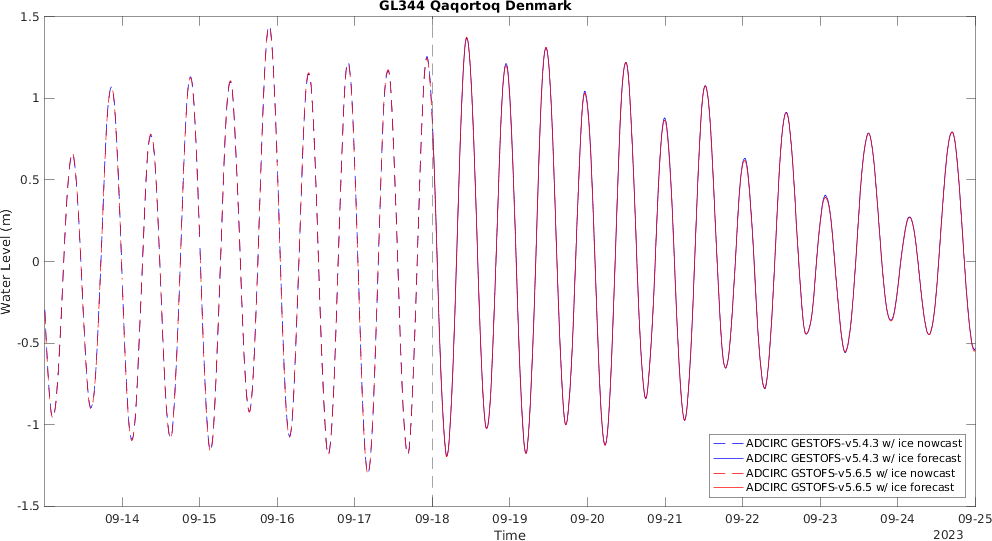 GL344 Qaqortoq Denmark
1.5
1
0.5
0
-0.5
-1
-1.5
Water Level (m)
ADCIRC GESTOFS-v5.4.3 w/ ice nowcast
ADCIRC GESTOFS-v5.4.3 w/ ice forecast
ADCIRC GSTOFS-v5.6.5 w/ ice nowcast
ADCIRC GSTOFS-v5.6.5 w/ ice forecast
09-14 09-15 09-16 09-17 09-18 09-19 09-20 09-21 09-22 09-23 09-24 09-25
Time
2023